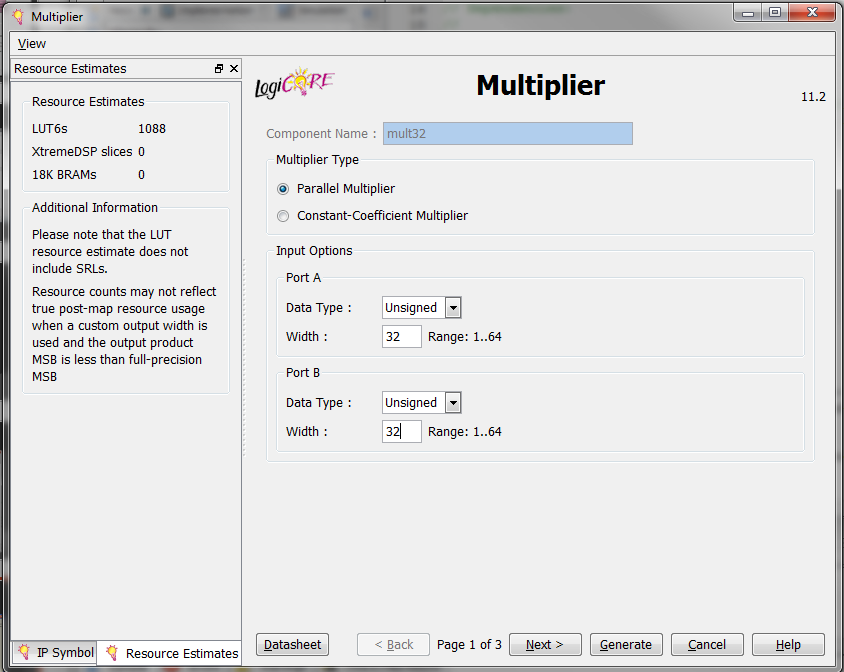 Multiplier
View
Resource Estimates
Resource Estimates
LUT6s 1088
XtremeDSP slices 0
18K BRAMs 0
Additional Information
Please note that the LUT
resource estimate does not
include SRLs.
Resource counts may not reflect
true post-map resource usage
when a custom output width is
used and the output product
MSB is less than full-precision
MSB
IP Symbol
Resource Estimates
LogiCORE
Multiplier
11.2
Component Name : mult32
Multiplier Type
Parallel Multiplier
Constant-Coefficient Multiplier
Input Options
Port A
Data Type : Unsigned
Width : 32 Range: 1..64
Port B
Data Type : Unsigned
Width : 32 Range: 1..64
Datasheet < Back Page 1 of 3 Next > Generate Cancel Help